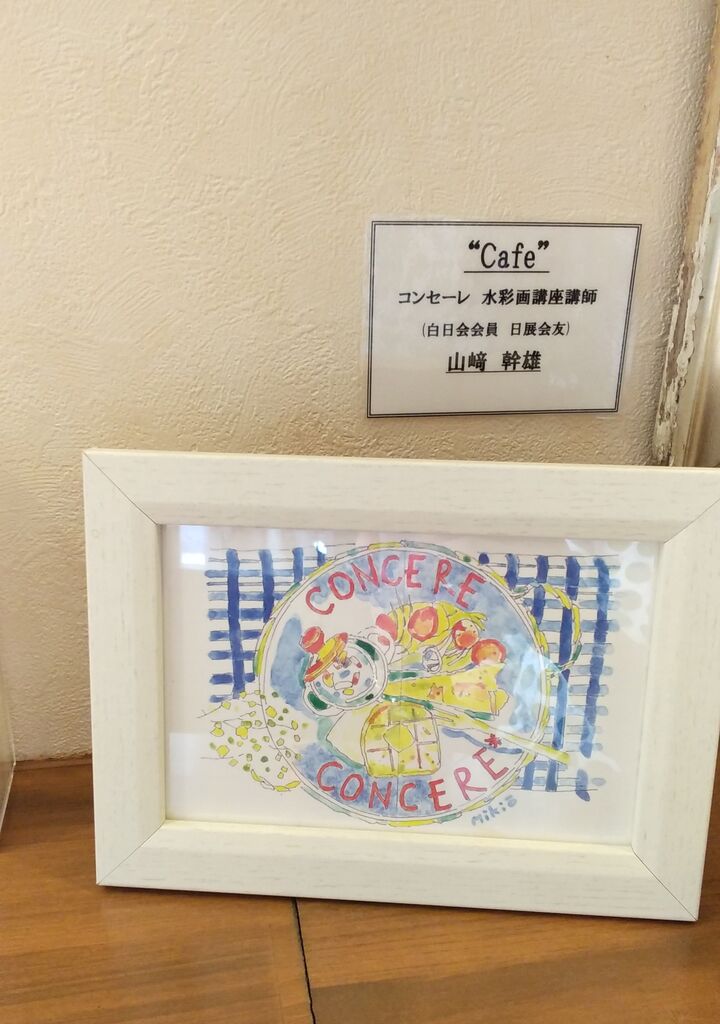 “Cafe”
コンセーレ 水彩画講座講師
(白日会会員 日展会友)
山﨑 幹雄
CONCERE
CONCERE*
Mikio